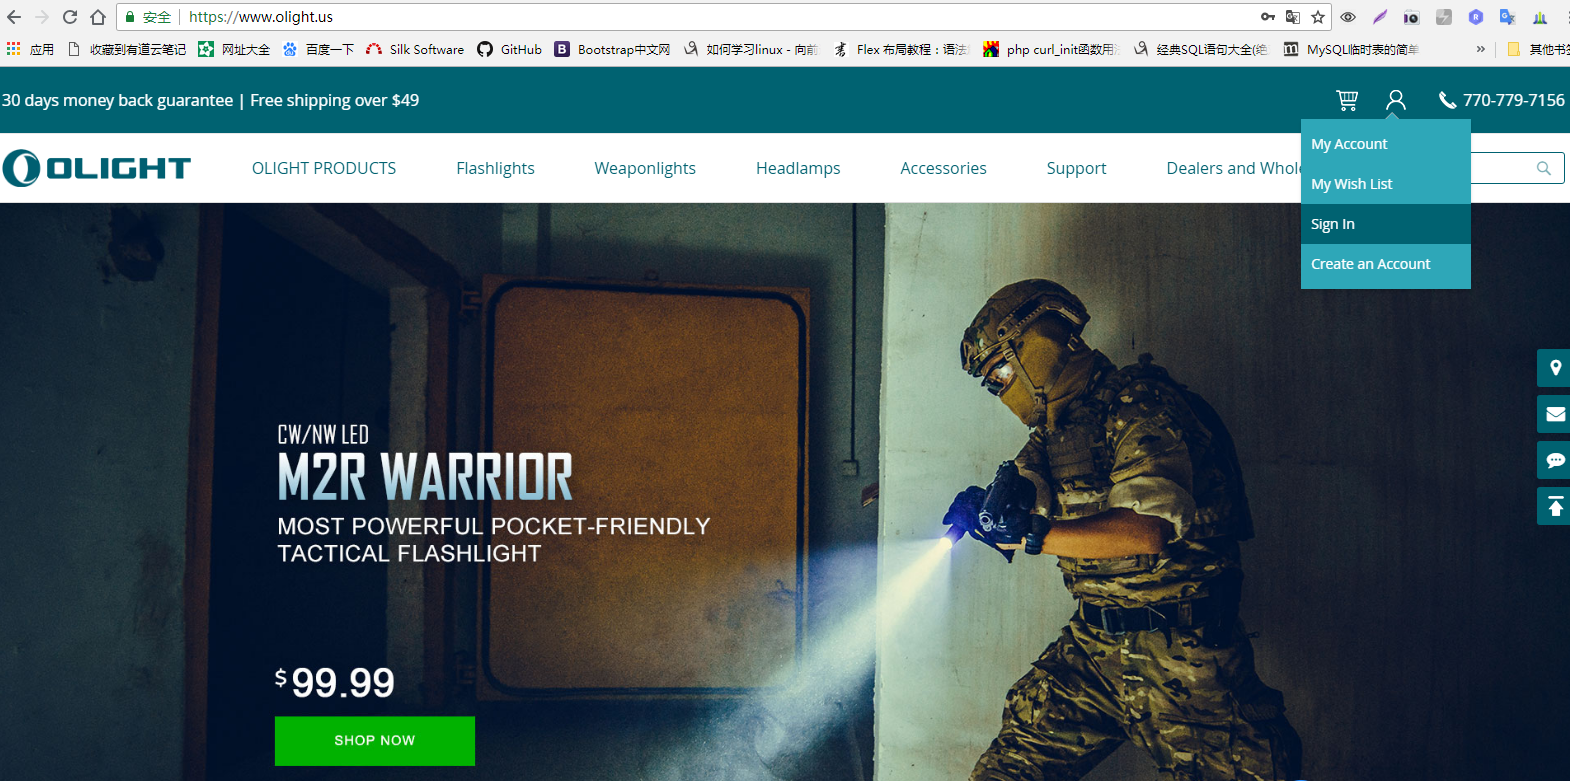 安全 https://www.olight.us
应用 收藏到有道云笔记 网址大全 百度一下 Silk Software GitHub Bootstrap中文网 如何学习linux - 向前 Flex 布局教程：语法 php curl_init函数用 经典SQL语句大全(绝 MySQL临时表的简单 » 其他书签
30 days money back guarantee | Free shipping over $49
770-779-7156
My Account
My Wish List
Sign In
Create an Account
OLIGHT
OLIGHT PRODUCTS Flashlights Weaponlights Headlamps Accessories Support Dealers and Whole
CW/NW LED
M2R WARRIOR
MOST POWERFUL POCKET-FRIENDLY
TACTICAL FLASHLIGHT
$99.99
SHOP NOW